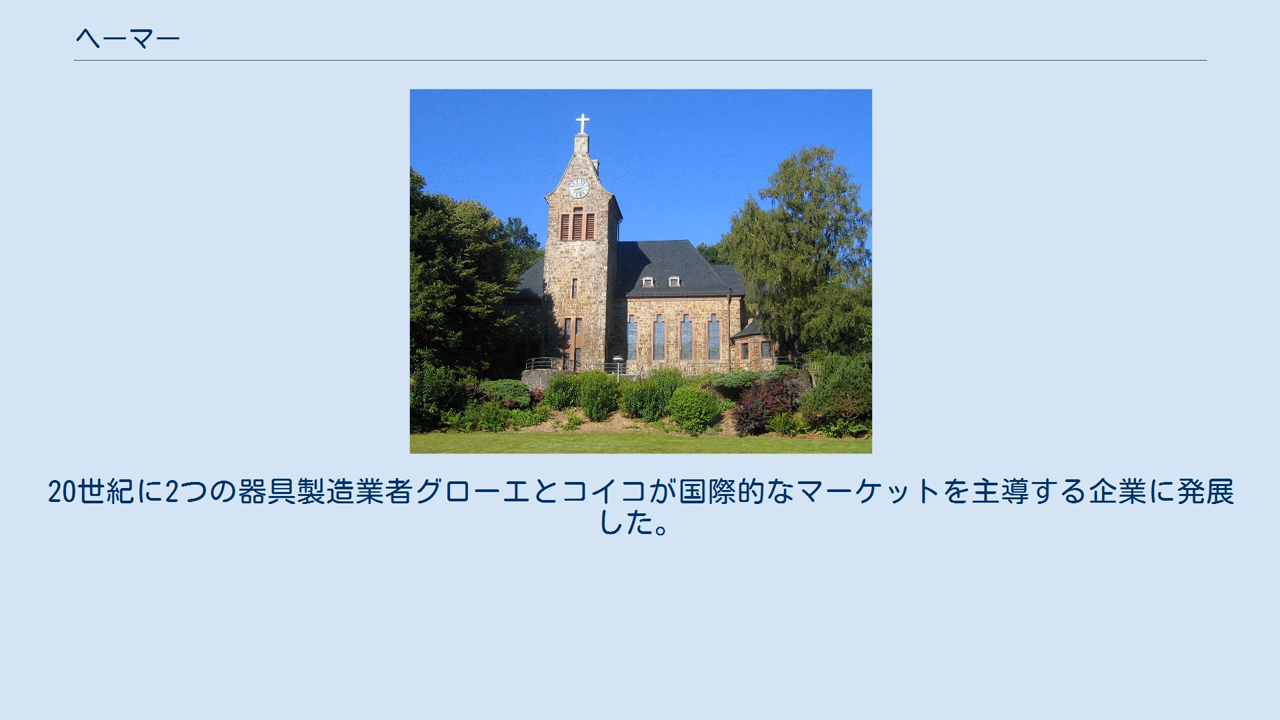 ヘーマー
20世紀に2つの器具製造業者グローエとコイコが国際的なマーケットを主導する企業に発展
した。